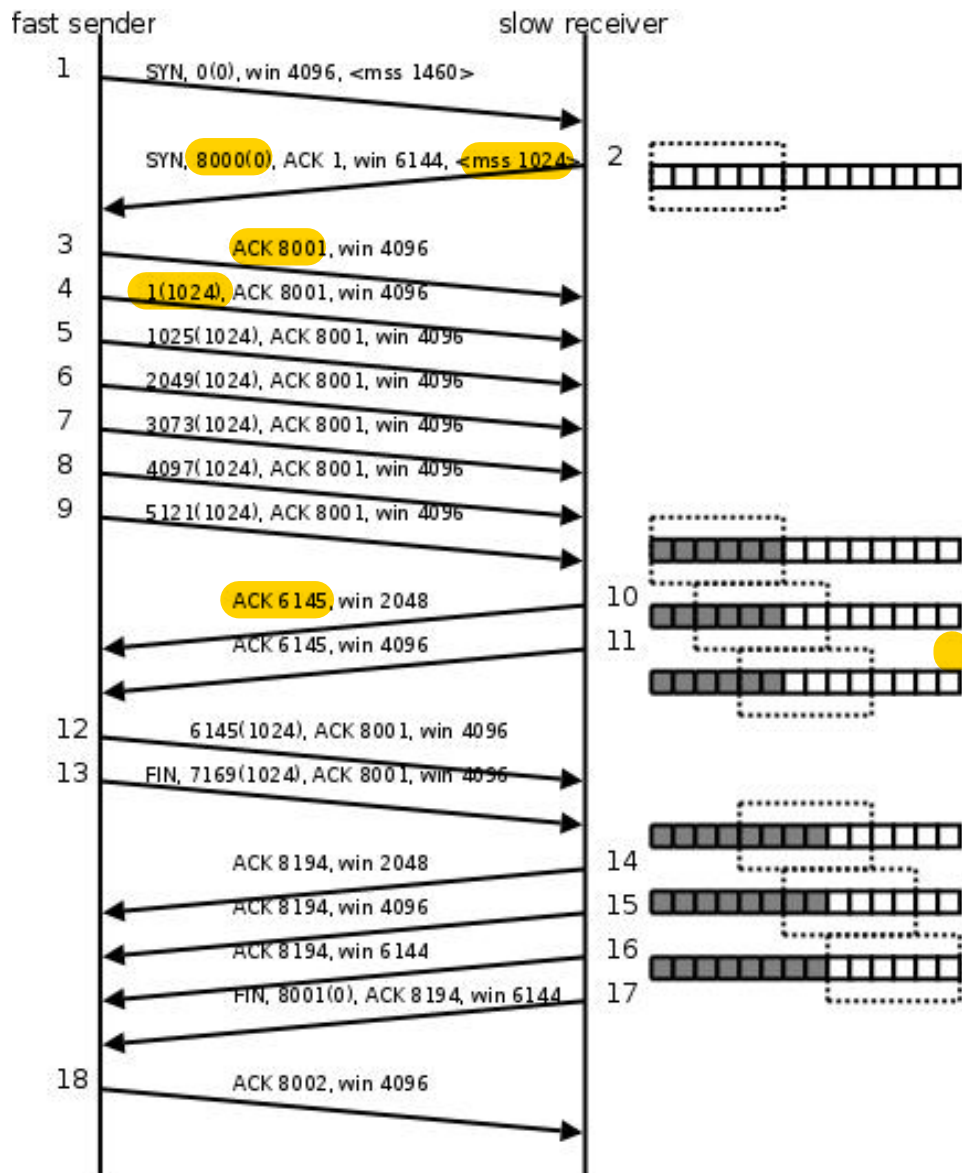 fast sender
slow receiver
1
SYN, 0(0), win 4096, <mss 1460>
SYN, 8000(0), ACK 1, win 6144, <mss 1024>
2
3
ACK 8001, win 4096
4
1(1024), ACK 8001, win 4096
5
1025(1024), ACK 8001, win 4096
6
2049(1024), ACK 8001, win 4096
7
3073(1024), ACK 8001, win 4096
8
4097(1024), ACK 8001, win 4096
9
5121(1024), ACK 8001, win 4096
ACK 6145, win 2048
10
ACK 6145, win 4096
11
12
6145(1024), ACK 8001, win 4096
13
FIN, 7169(1024), ACK 8001, win 4096
ACK 8194, win 2048
14
ACK 8194, win 4096
15
ACK 8194, win 6144
16
FIN, 8001(0), ACK 8194, win 6144
17
18
ACK 8002, win 4096